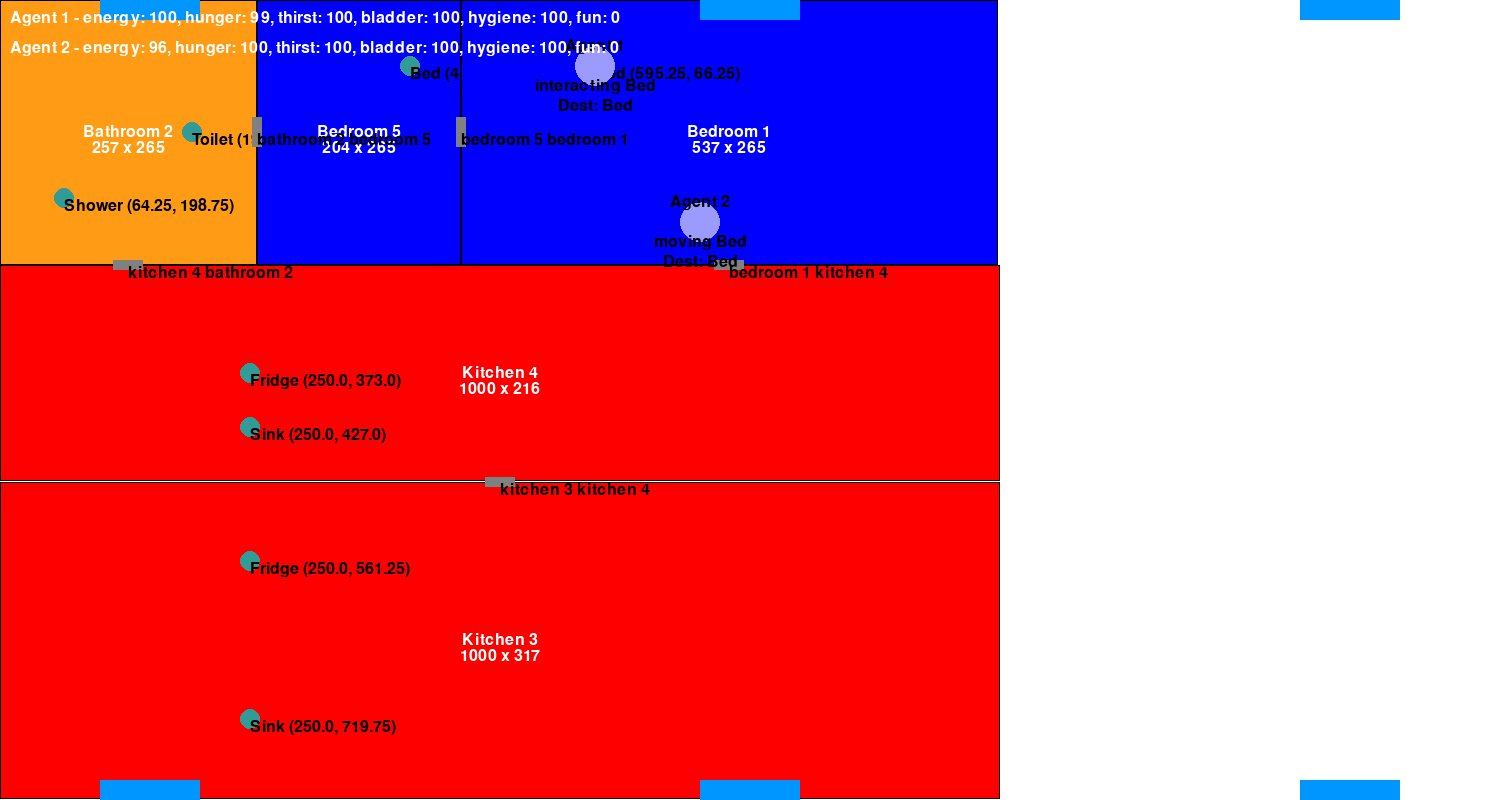 Agent 1 - energy: 100, hunger: 99, thirst: 100, bladder: 100, hygiene: 100, fun: 0
Agent 2 - energy: 96, hunger: 100, thirst: 100, bladder: 100, hygiene: 100, fun: 0
Bed (4
d (595.25, 66.25)
interacting Bed
Dest: Bed
Bathroom 2
257 x 265
Toilet (1
bathroom 2 bedroom 5
Bedroom 5
204 x 265
bedroom 5 bedroom 1
Bedroom 1
537 x 265
Shower (64.25, 198.75)
Agent 2
moving Bed
Dest: Bed
kitchen 4 bathroom 2
bedroom 1 kitchen 4
Fridge (250.0, 373.0)
Kitchen 4
1000 x 216
Sink (250.0, 427.0)
kitchen 3 kitchen 4
Fridge (250.0, 561.25)
Kitchen 3
1000 x 317
Sink (250.0, 719.75)